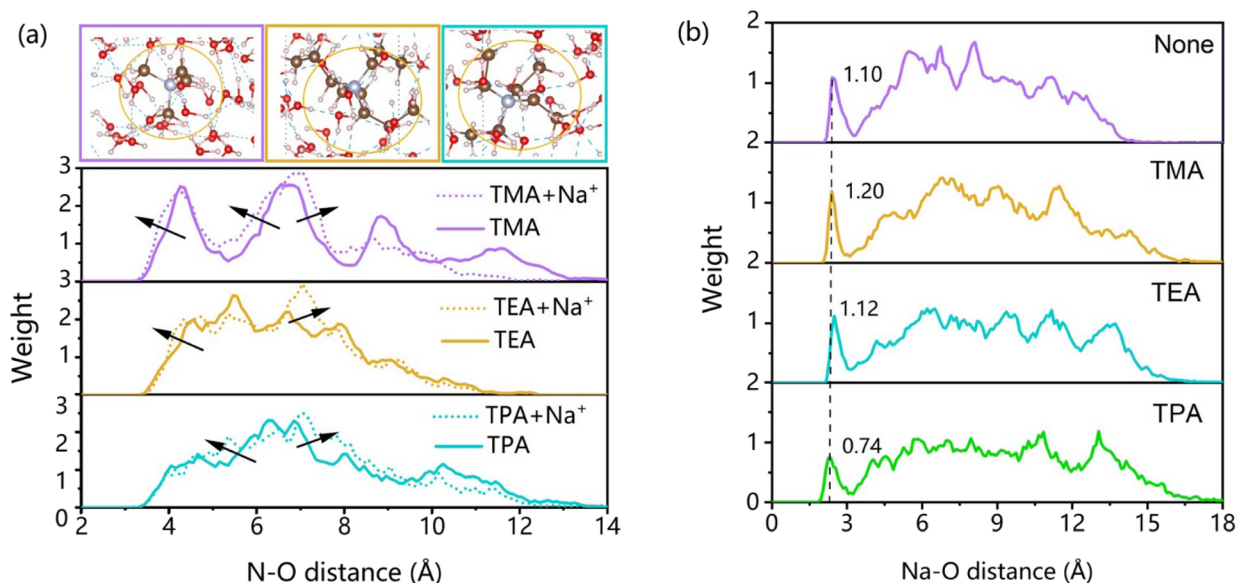 (a)
3
2
1
3
2
1
3
2
1
0
Weight
TMA+Na⁺
TMA
TEA+Na⁺
TEA
TPA+Na⁺
TPA
2 4 6 8 10 12 14
N-O distance (Å)
(b)
2
1
2
1
2
1
2
1
0
Weight
None
1.10
TMA
1.20
TEA
1.12
TPA
0.74
0 3 6 9 12 15 18
Na-O distance (Å)